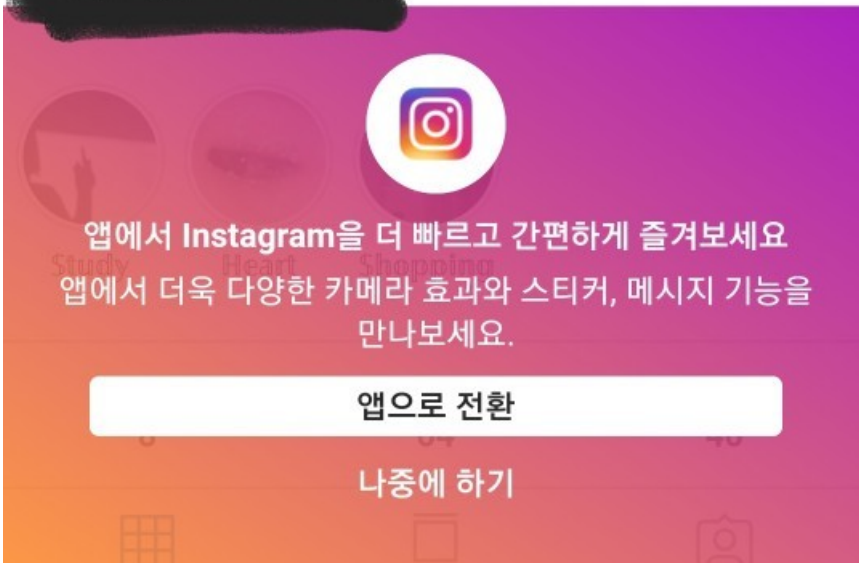 앱에서 Instagram을 더 빠르고 간편하게 즐겨보세요
Study Heart Shopping
앱에서 더욱 다양한 카메라 효과와 스티커, 메시지 기능을
만나보세요.
앱으로 전환
나중에 하기